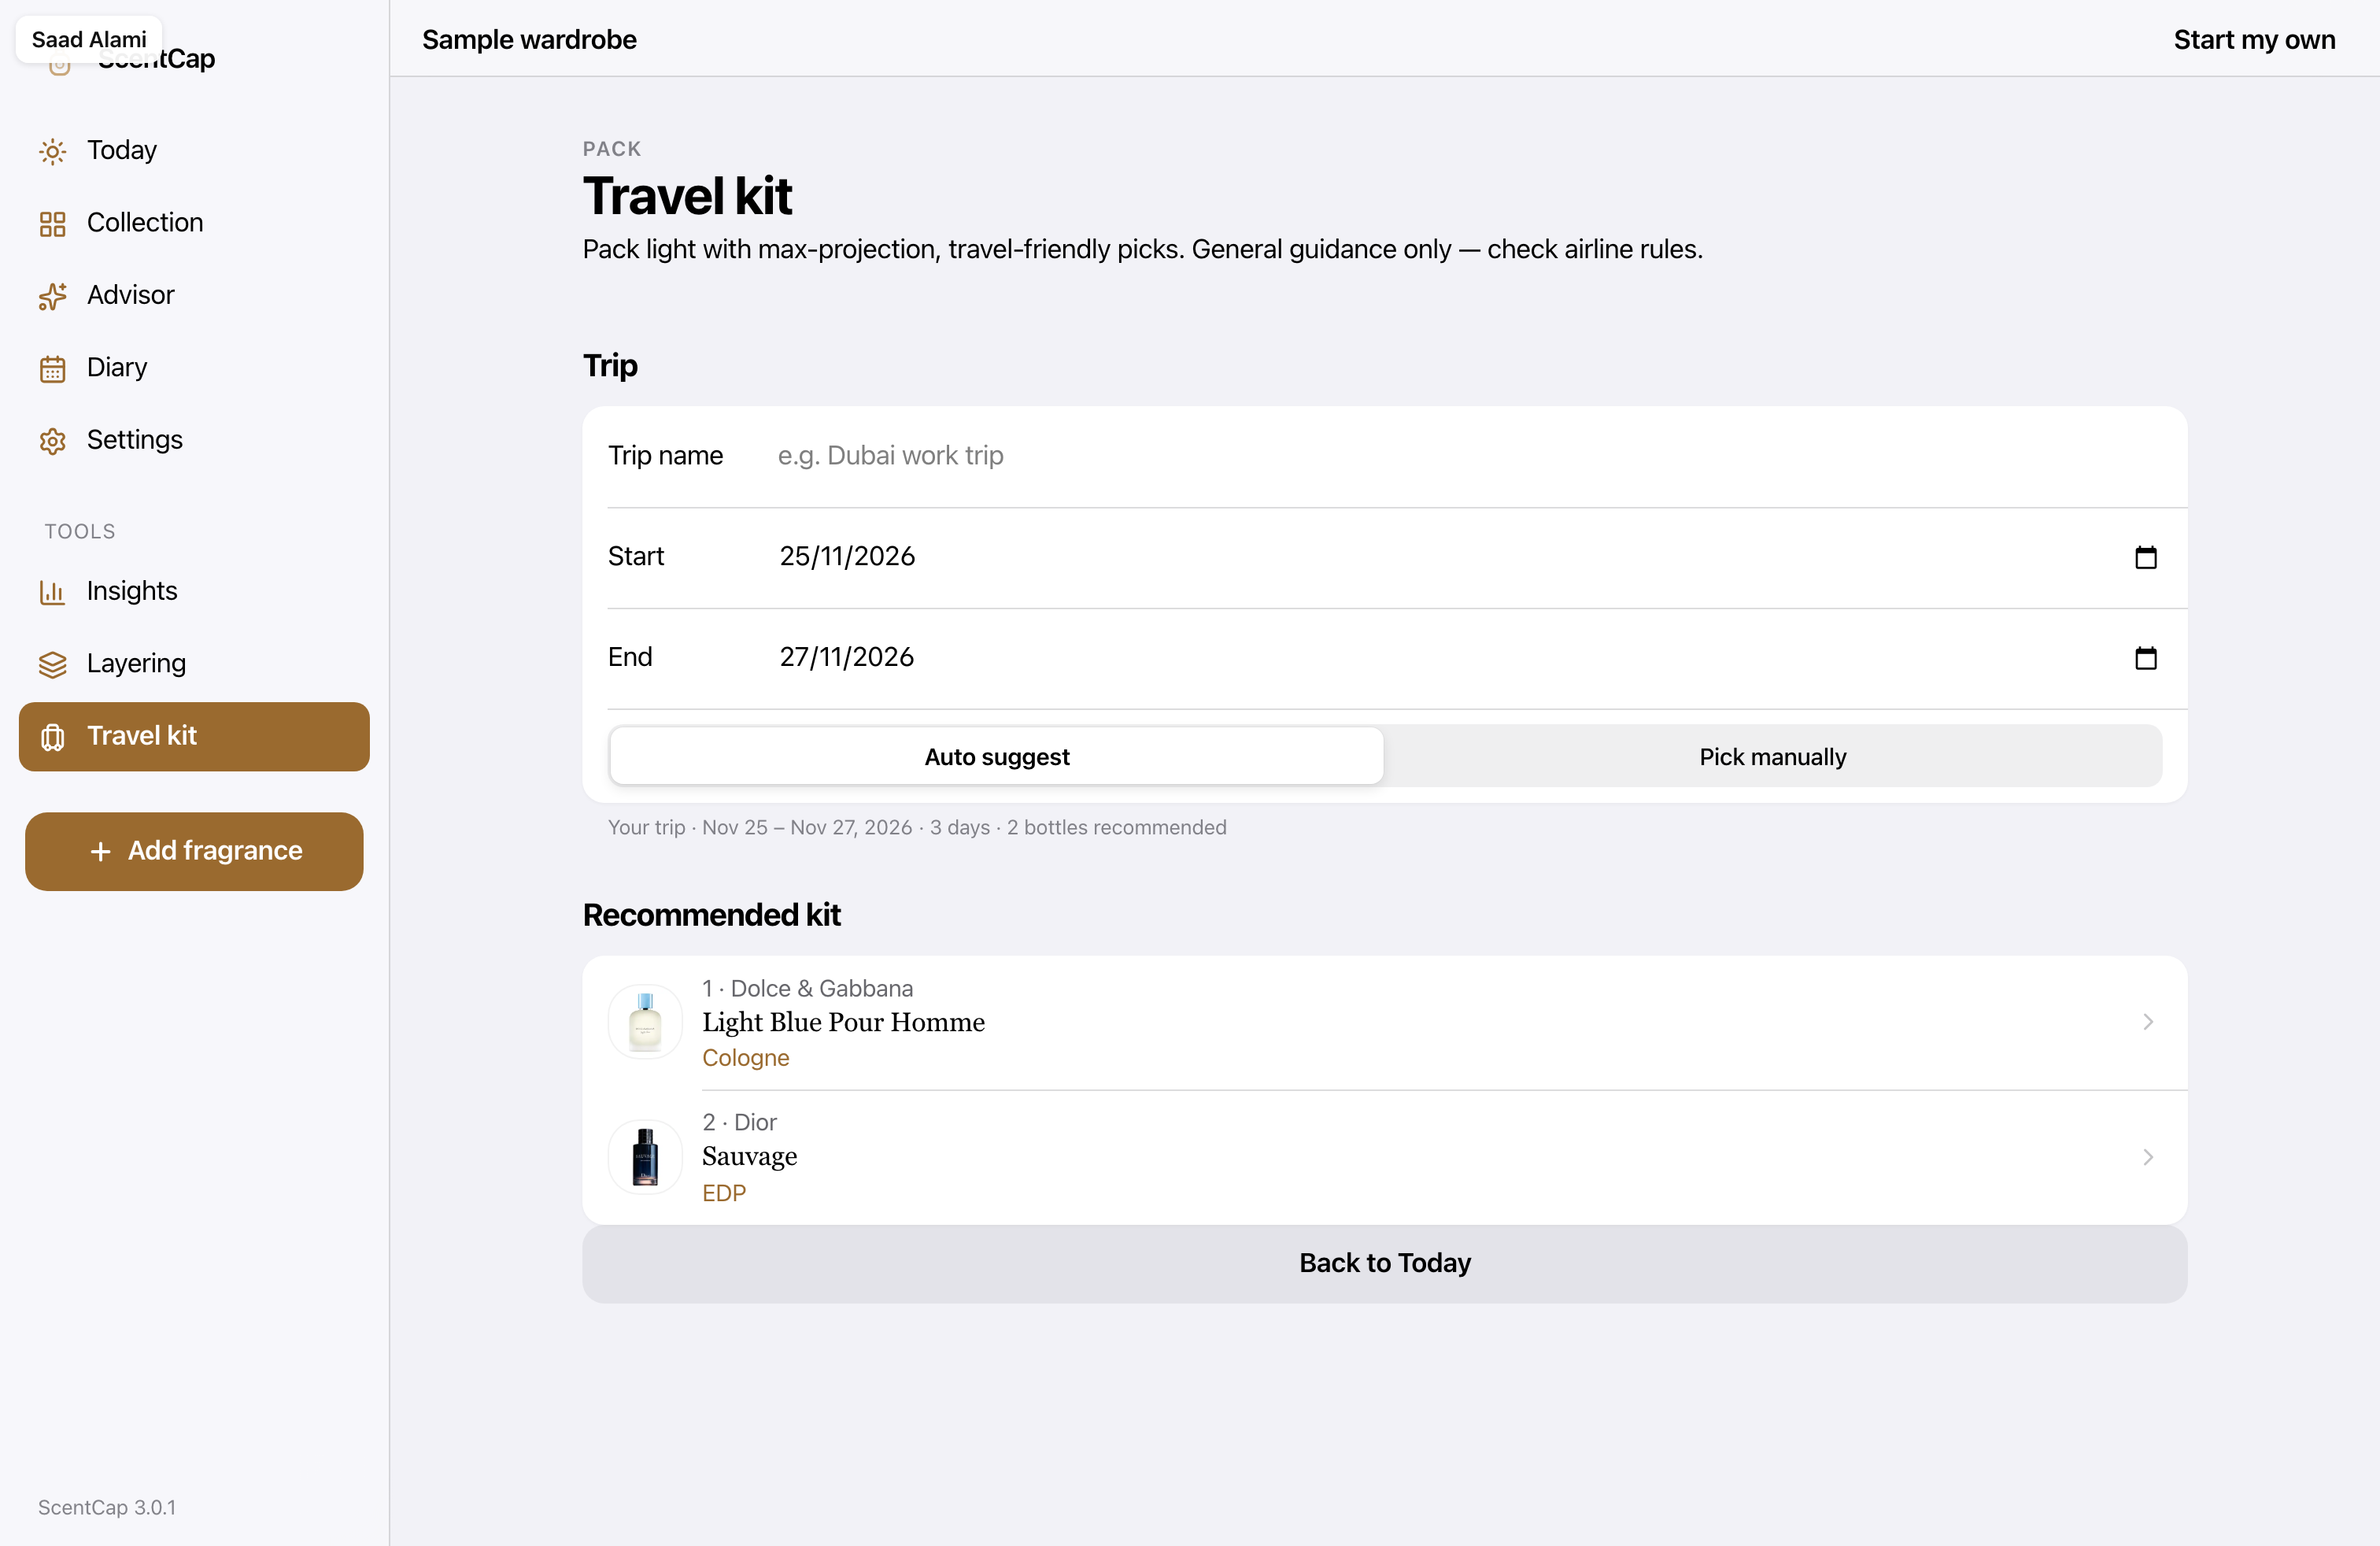 Saad Alami
ScentCap
Today
Collection
Advisor
Diary
Settings
TOOLS
Insights
Layering
Travel kit
+ Add fragrance
ScentCap 3.0.1
Sample wardrobe
Start my own
PACK
Travel kit
Pack light with max-projection, travel-friendly picks. General guidance only — check airline rules.
Trip
Trip name e.g. Dubai work trip
Start 25/11/2026
End 27/11/2026
Auto suggest Pick manually
Your trip · Nov 25 – Nov 27, 2026 · 3 days · 2 bottles recommended
Recommended kit
1 · Dolce & Gabbana
Light Blue Pour Homme
Cologne
2 · Dior
Sauvage
EDP
Back to Today